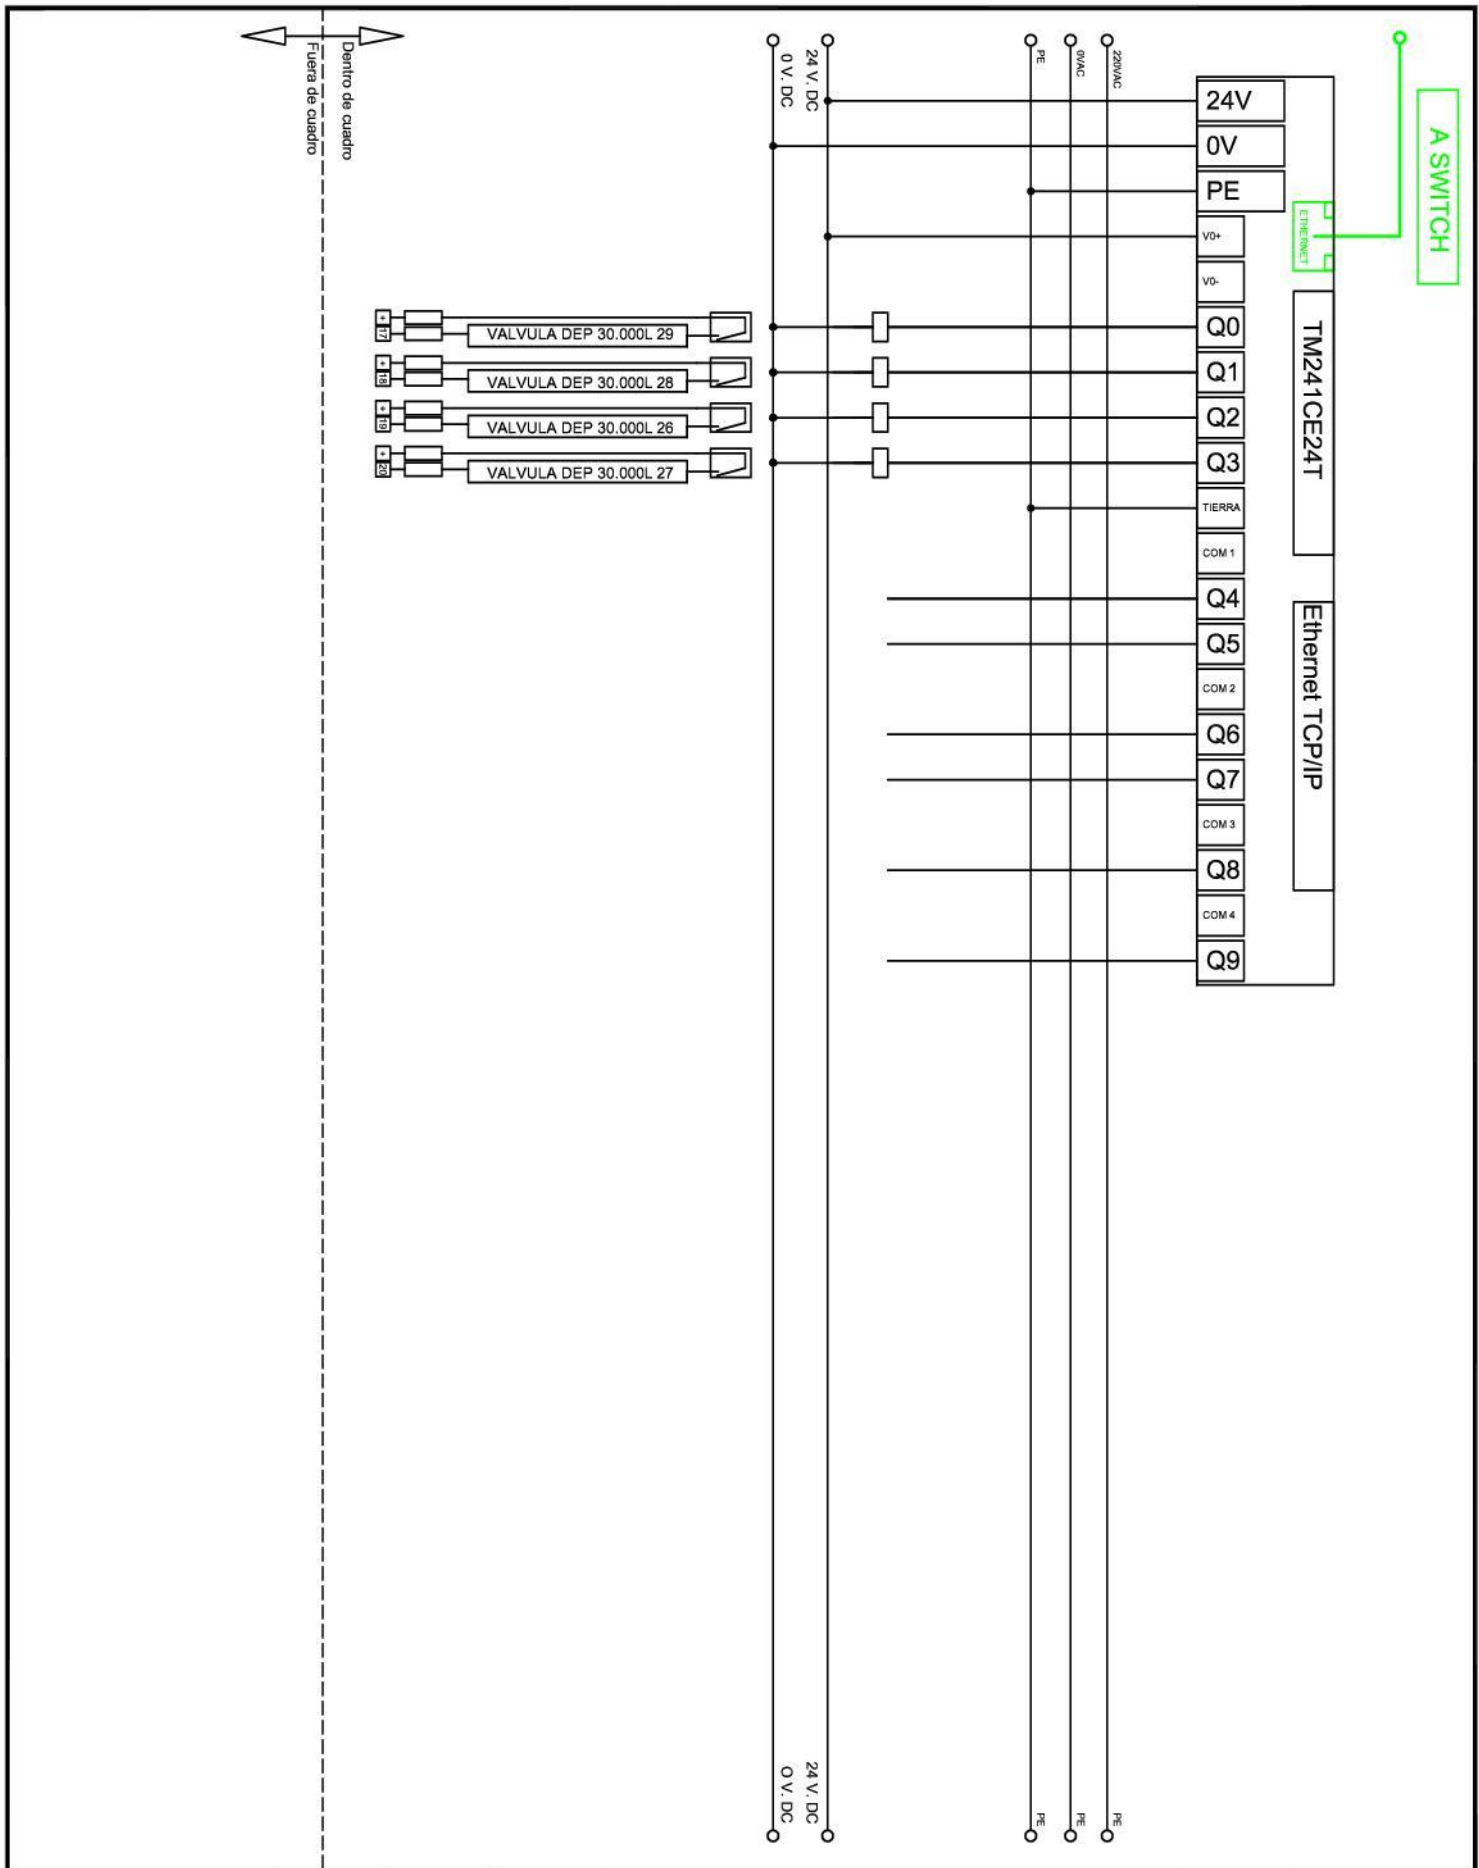 A SWITCH
ETHERNET
TM241CE24T
Ethernet TCP/IP
24V
0V
PE
V0+
V0-
Q0
Q1
Q2
Q3
TIERRA
COM 1
Q4
Q5
COM 2
Q6
Q7
COM 3
Q8
COM 4
Q9
220VAC
0VAC
PE
24 V. DC
0 V. DC
Dentro de cuadro
Fuera de cuadro
+
17
VALVULA DEP 30.000L 29
+
18
VALVULA DEP 30.000L 28
+
19
VALVULA DEP 30.000L 26
+
20
VALVULA DEP 30.000L 27
PE
PE
PE
24 V. DC
O V. DC